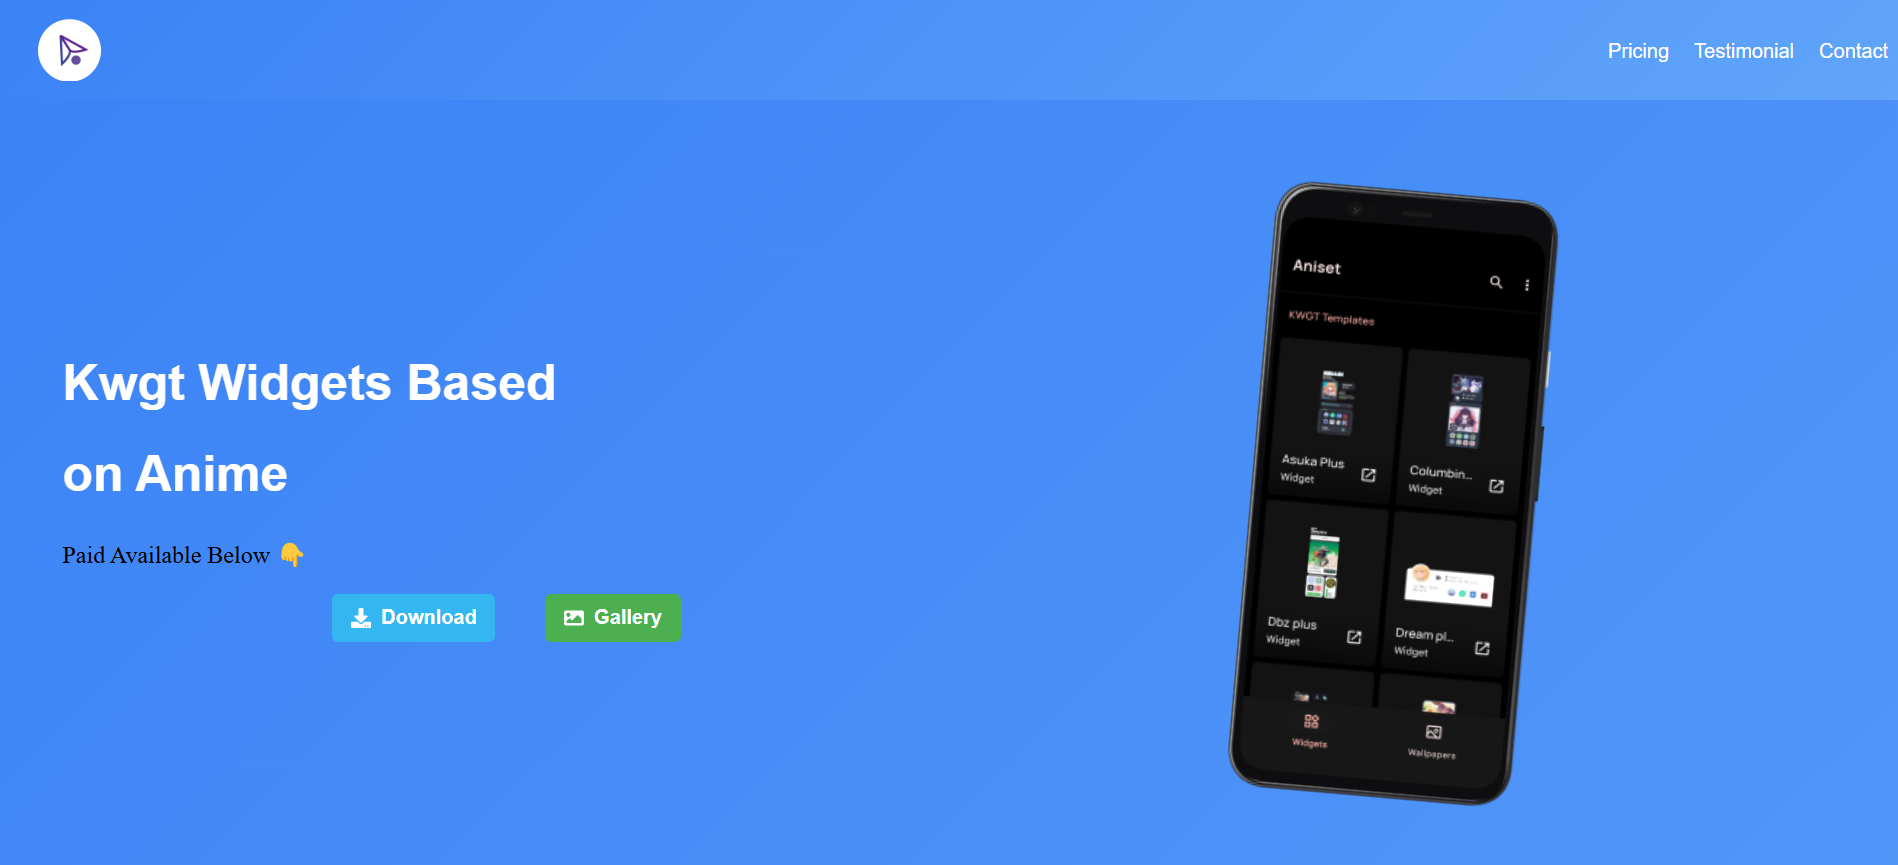 Pricing Testimonial Contact
Kwgt Widgets Based
on Anime
Paid Available Below 👇
Download Gallery
Aniset
KWGT Templates
Asuka Plus
Widget
Columbin...
Widget
Dbz plus
Widget
Dream pl...
Widget
Widgets
Wallpapers